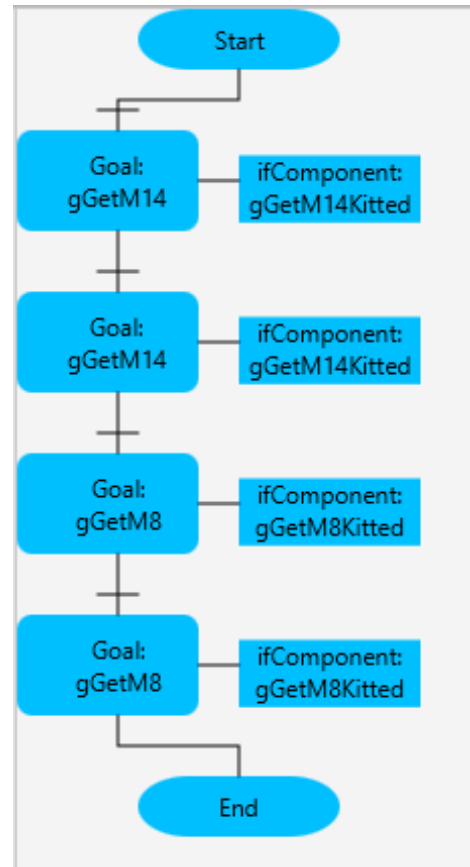 Start
Goal:
gGetM14
ifComponent:
gGetM14Kitted
Goal:
gGetM14
ifComponent:
gGetM14Kitted
Goal:
gGetM8
ifComponent:
gGetM8Kitted
Goal:
gGetM8
ifComponent:
gGetM8Kitted
End